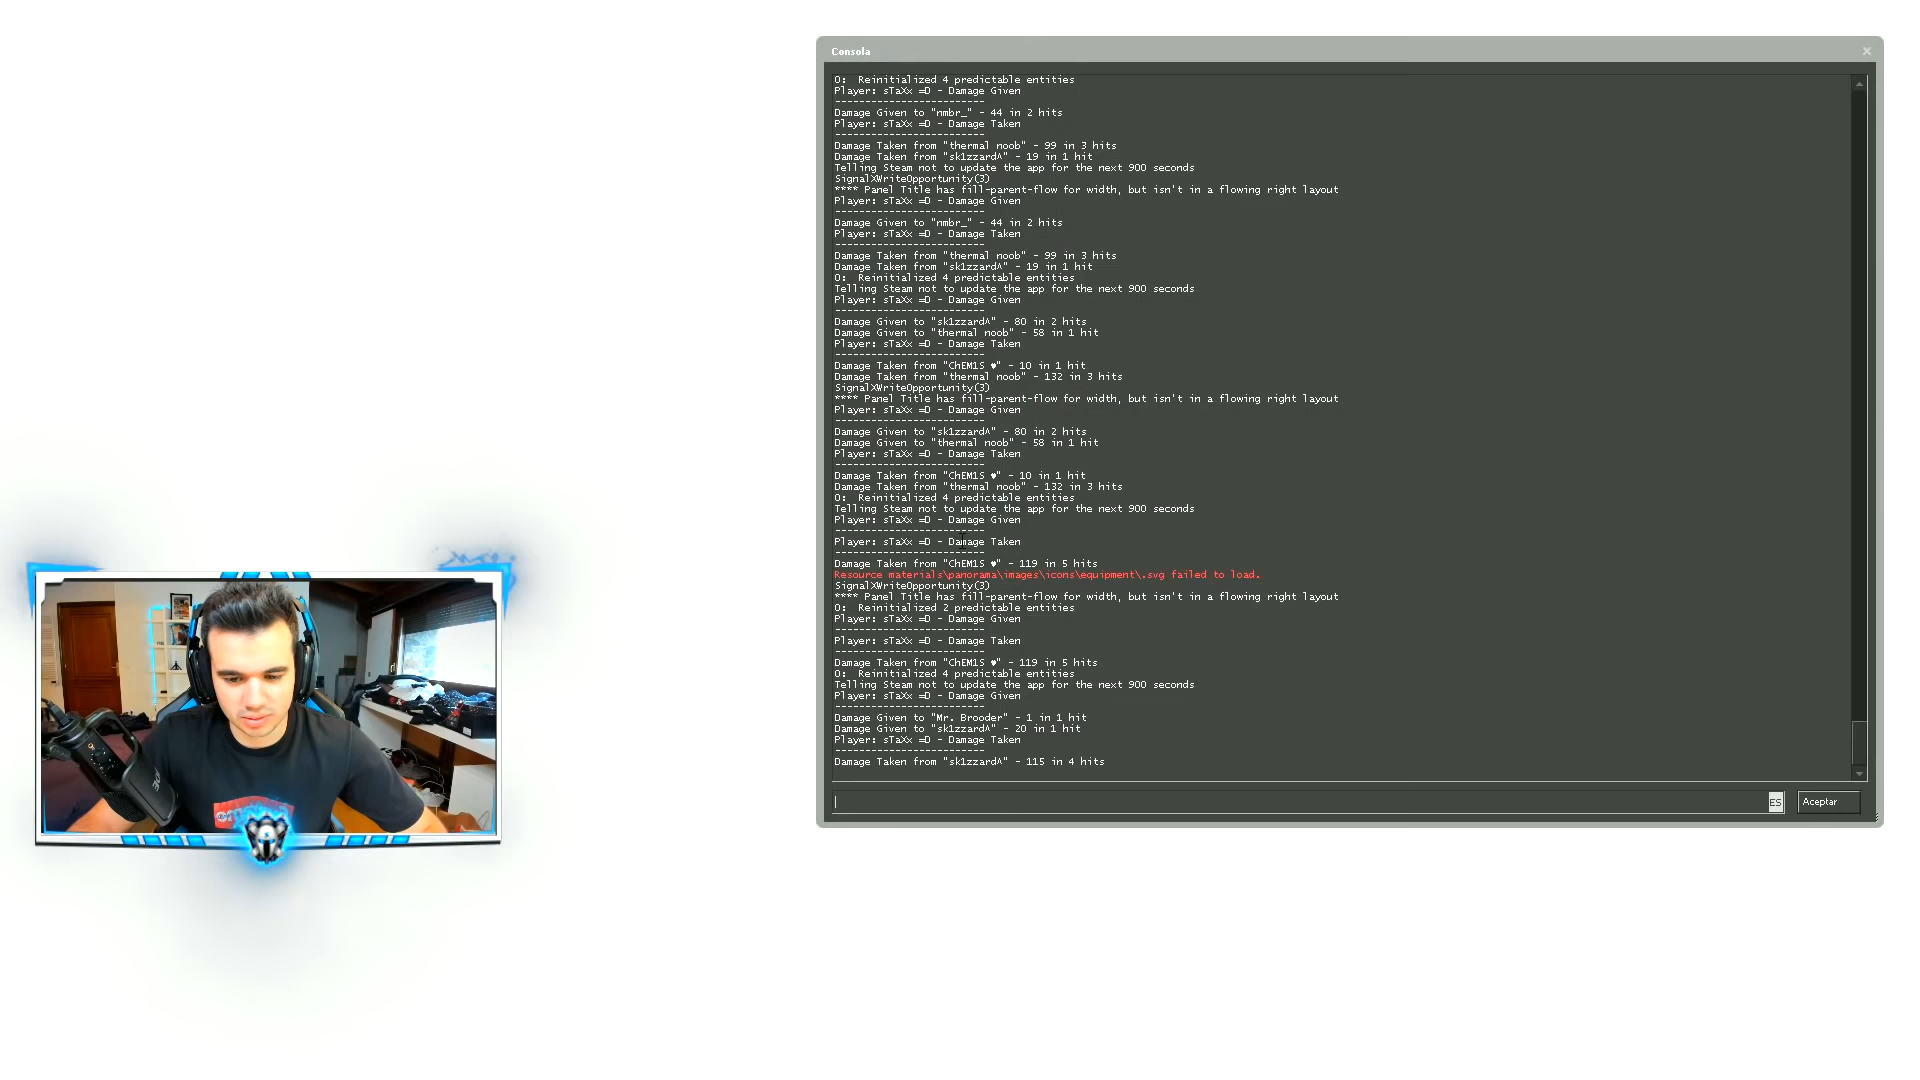 Consola
0:  Reinitialized 4 predictable entities
Player: sTaXx =D - Damage Given
-------------------------
Damage Given to "nmbr_" - 44 in 2 hits
Player: sTaXx =D - Damage Taken
-------------------------
Damage Taken from "thermal noob" - 99 in 3 hits
Damage Taken from "sk1zzard^" - 19 in 1 hit
Telling Steam not to update the app for the next 900 seconds
SignalXWriteOpportunity(3)
**** Panel Title has fill-parent-flow for width, but isn't in a flowing right layout
Player: sTaXx =D - Damage Given
-------------------------
Damage Given to "nmbr_" - 44 in 2 hits
Player: sTaXx =D - Damage Taken
-------------------------
Damage Taken from "thermal noob" - 99 in 3 hits
Damage Taken from "sk1zzard^" - 19 in 1 hit
0:  Reinitialized 4 predictable entities
Telling Steam not to update the app for the next 900 seconds
Player: sTaXx =D - Damage Given
-------------------------
Damage Given to "sk1zzard^" - 80 in 2 hits
Damage Given to "thermal noob" - 58 in 1 hit
Player: sTaXx =D - Damage Taken
-------------------------
Damage Taken from "ChEM1S ♥" - 10 in 1 hit
Damage Taken from "thermal noob" - 132 in 3 hits
SignalXWriteOpportunity(3)
**** Panel Title has fill-parent-flow for width, but isn't in a flowing right layout
Player: sTaXx =D - Damage Given
-------------------------
Damage Given to "sk1zzard^" - 80 in 2 hits
Damage Given to "thermal noob" - 58 in 1 hit
Player: sTaXx =D - Damage Taken
-------------------------
Damage Taken from "ChEM1S ♥" - 10 in 1 hit
Damage Taken from "thermal noob" - 132 in 3 hits
0:  Reinitialized 4 predictable entities
Telling Steam not to update the app for the next 900 seconds
Player: sTaXx =D - Damage Given
-------------------------
Player: sTaXx =D - Damage Taken
-------------------------
Damage Taken from "ChEM1S ♥" - 119 in 5 hits
Resource materials\panorama\images\icons\equipment\.svg failed to load.
SignalXWriteOpportunity(3)
**** Panel Title has fill-parent-flow for width, but isn't in a flowing right layout
0:  Reinitialized 2 predictable entities
Player: sTaXx =D - Damage Given
-------------------------
Player: sTaXx =D - Damage Taken
-------------------------
Damage Taken from "ChEM1S ♥" - 119 in 5 hits
0:  Reinitialized 4 predictable entities
Telling Steam not to update the app for the next 900 seconds
Player: sTaXx =D - Damage Given
-------------------------
Damage Given to "Mr. Brooder" - 1 in 1 hit
Damage Given to "sk1zzard^" - 20 in 1 hit
Player: sTaXx =D - Damage Taken
-------------------------
Damage Taken from "sk1zzard^" - 115 in 4 hits
ES
Aceptar